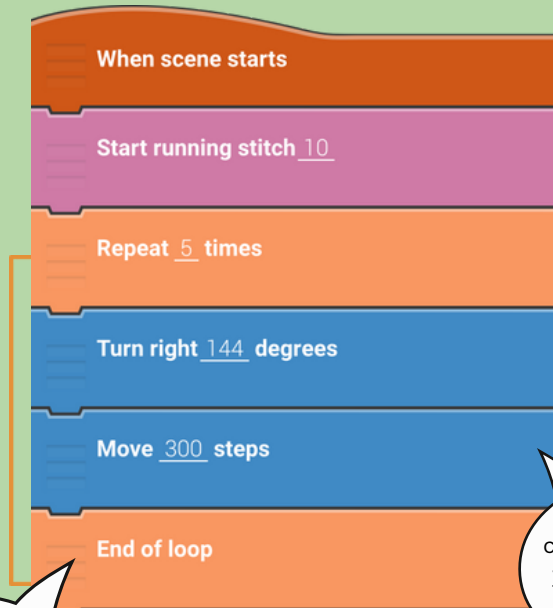 When scene starts
Start running stitch 10
Repeat 5 times
Turn right 144 degrees
Move 300 steps
End of loop